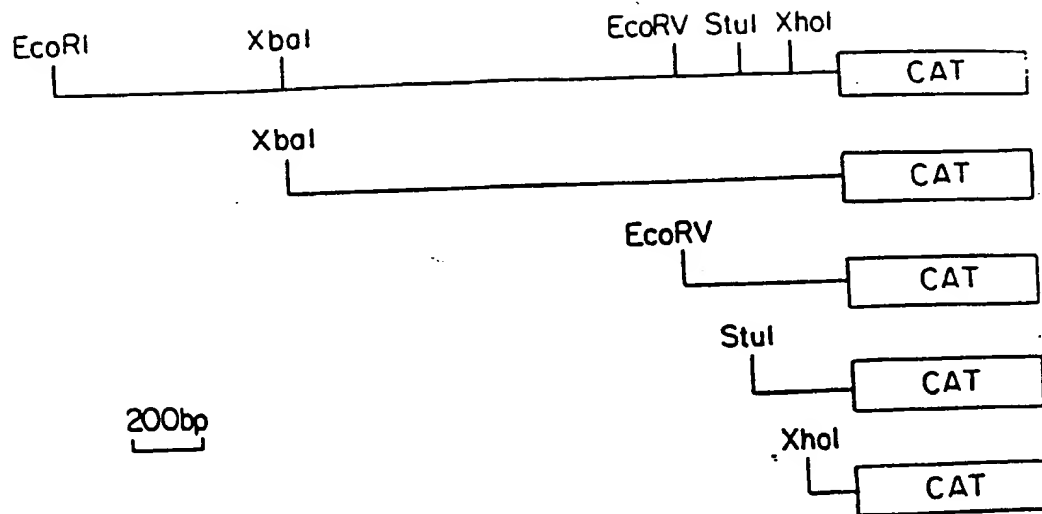 EcoRI XbaI EcoRV StuI XhoI
CAT
XbaI
CAT
EcoRV
CAT
StuI
CAT
200bp
XhoI
CAT